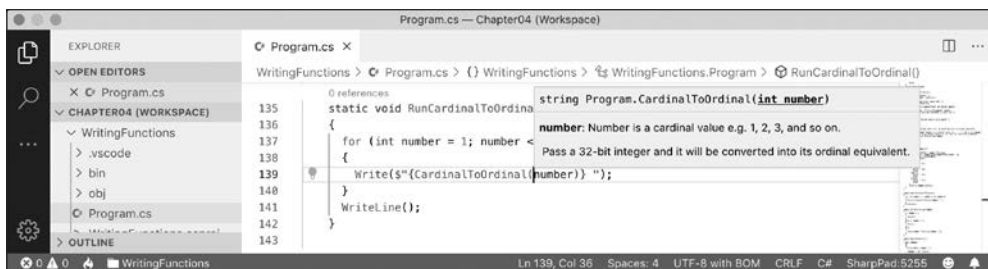 Program.cs — Chapter04 (Workspace)
EXPLORER
OPEN EDITORS
Program.cs
CHAPTER04 (WORKSPACE)
WritingFunctions
.vscode
bin
obj
Program.cs
OUTLINE
Program.cs
WritingFunctions > Program.cs > {} WritingFunctions > WritingFunctions.Program > RunCardinalToOrdinal()
0 references
135 static void RunCardinalToOrdina
136 {
137 for (int number = 1; number <
138 {
139 Write($"{CardinalToOrdinal(number)} ");
140 }
141 WriteLine();
142 }
143
string Program.CardinalToOrdinal(int number)
number: Number is a cardinal value e.g. 1, 2, 3, and so on.
Pass a 32-bit integer and it will be converted into its ordinal equivalent.
0 0 WritingFunctions Ln 139, Col 36 Spaces: 4 UTF-8 with BOM CRLF C# SharpPad:5255